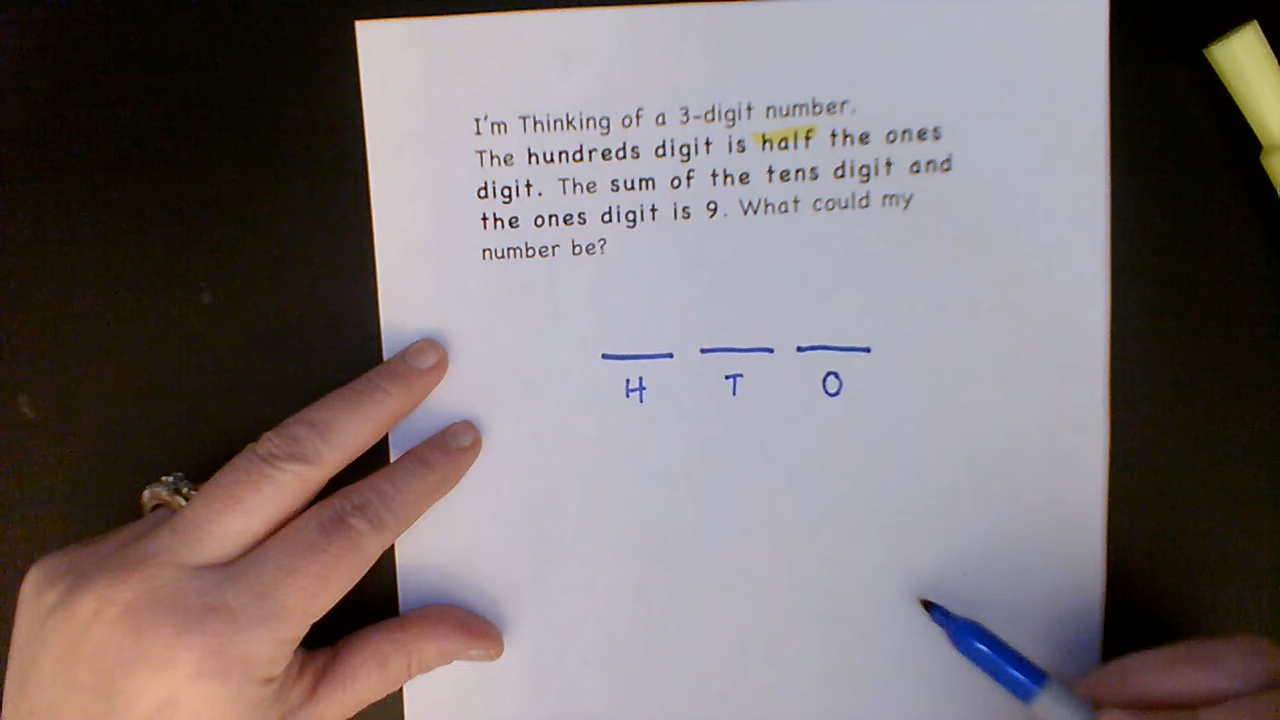 I'm Thinking of a 3-digit number.
The hundreds digit is half the ones
digit. The sum of the tens digit and
the ones digit is 9. What could my
number be?
H T O